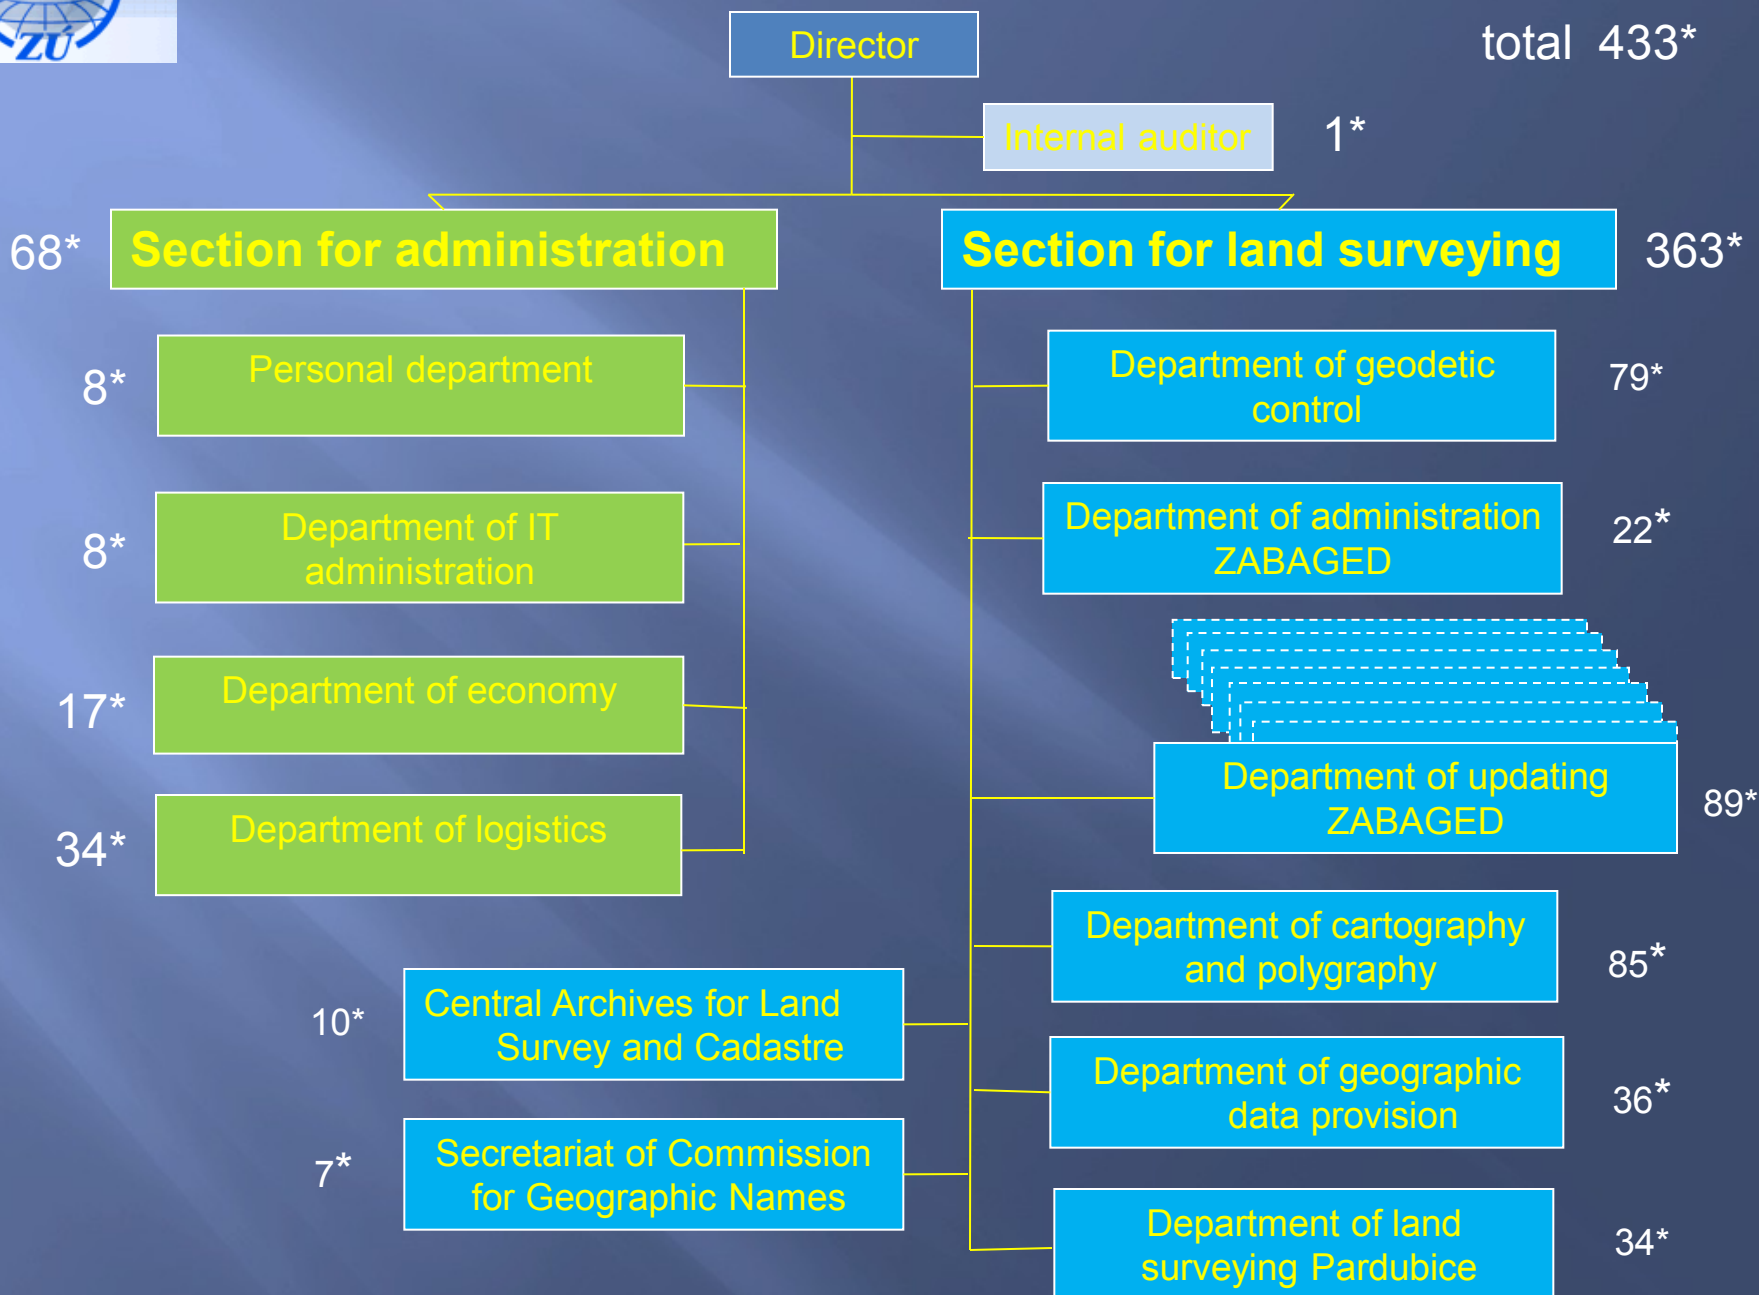 ZÚ
Director
total 433*
Internal auditor
1*
68*
Section for administration
Section for land surveying
363*
8*
Personal department
Department of geodetic
control
79*
8*
Department of IT
administration
Department of administration
ZABAGED
22*
17*
Department of economy
Department of updating
ZABAGED
89*
34*
Department of logistics
Department of cartography
and polygraphy
85*
10*
Central Archives for Land
Survey and Cadastre
Department of geographic
data provision
36*
7*
Secretariat of Commission
for Geographic Names
Department of land
surveying Pardubice
34*